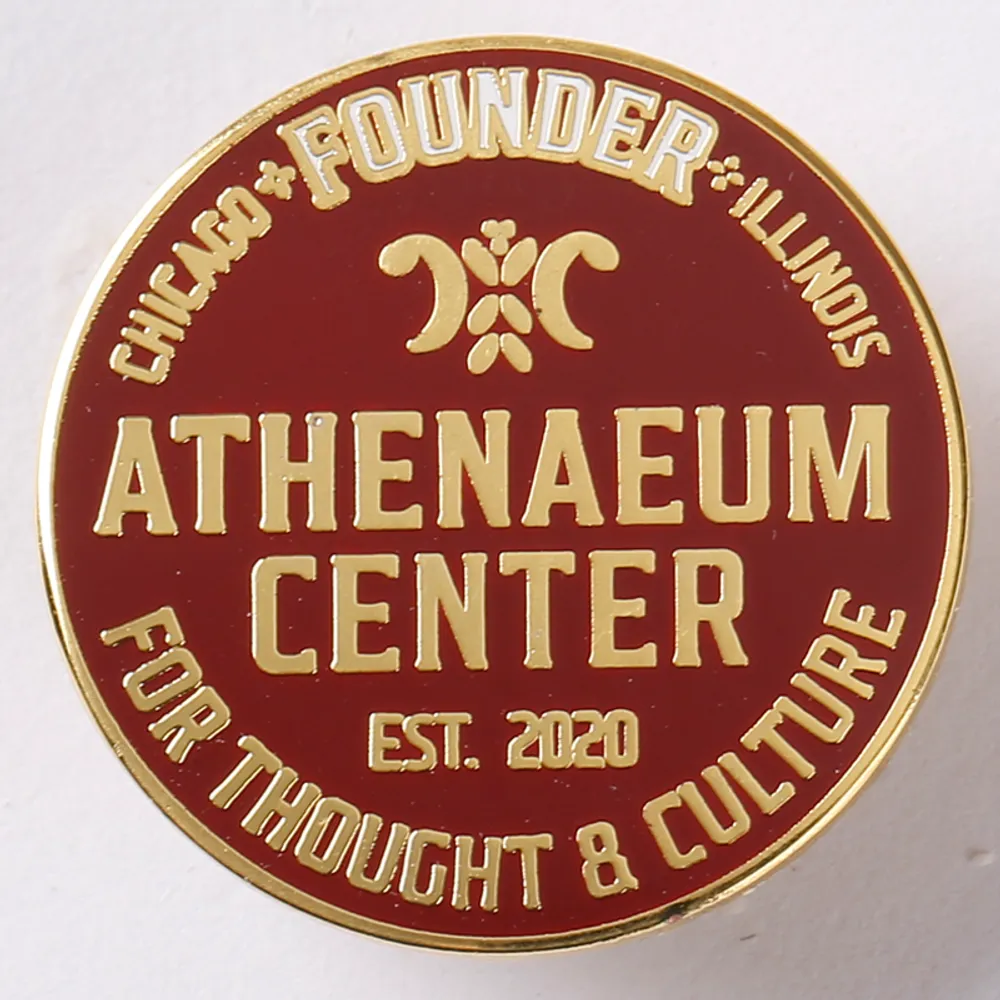 FOUNDER
CHICAGO
ILLINOIS
ATHENAEUM
CENTER
EST. 2020
FOR THOUGHT & CULTURE